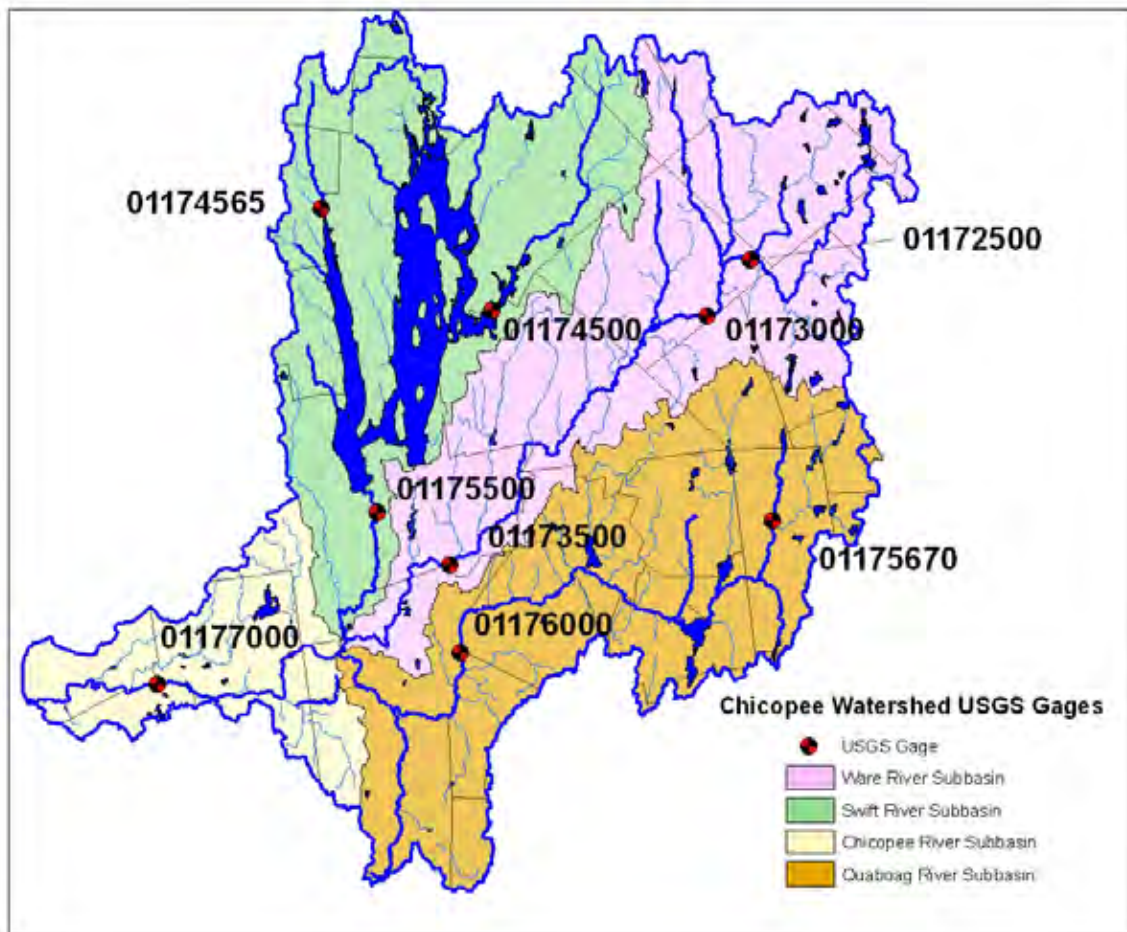 01174565
01172500
01174500
01173000
01175500
01173500
01175670
01176000
01177000
Chicopee Watershed USGS Gages
USGS Gage
Ware River Subbasin
Swift River Subbasin
Chicopee River Subbasin
Quaboag River Subbasin